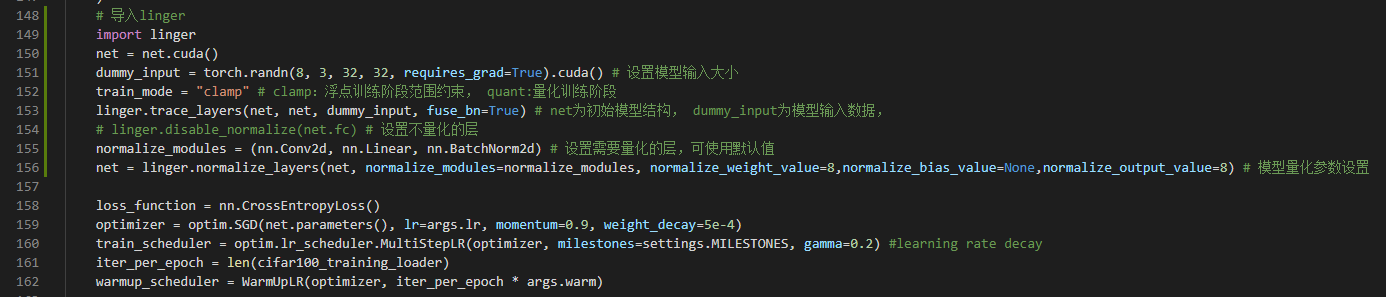 148 # 导入linger
149 import linger
150 net = net.cuda()
151 dummy_input = torch.randn(8, 3, 32, 32, requires_grad=True).cuda() # 设置模型输入大小
152 train_mode = "clamp" # clamp：浮点训练阶段范围约束， quant:量化训练阶段
153 linger.trace_layers(net, net, dummy_input, fuse_bn=True) # net为初始模型结构， dummy_input为模型输入数据，
154 # linger.disable_normalize(net.fc) # 设置不量化的层
155 normalize_modules = (nn.Conv2d, nn.Linear, nn.BatchNorm2d) # 设置需要量化的层，可使用默认值
156 net = linger.normalize_layers(net, normalize_modules=normalize_modules, normalize_weight_value=8,normalize_bias_value=None,normalize_output_value=8) # 模型量化参数设置
157
158 loss_function = nn.CrossEntropyLoss()
159 optimizer = optim.SGD(net.parameters(), lr=args.lr, momentum=0.9, weight_decay=5e-4)
160 train_scheduler = optim.lr_scheduler.MultiStepLR(optimizer, milestones=settings.MILESTONES, gamma=0.2) #learning rate decay
161 iter_per_epoch = len(cifar100_training_loader)
162 warmup_scheduler = WarmUpLR(optimizer, iter_per_epoch * args.warm)